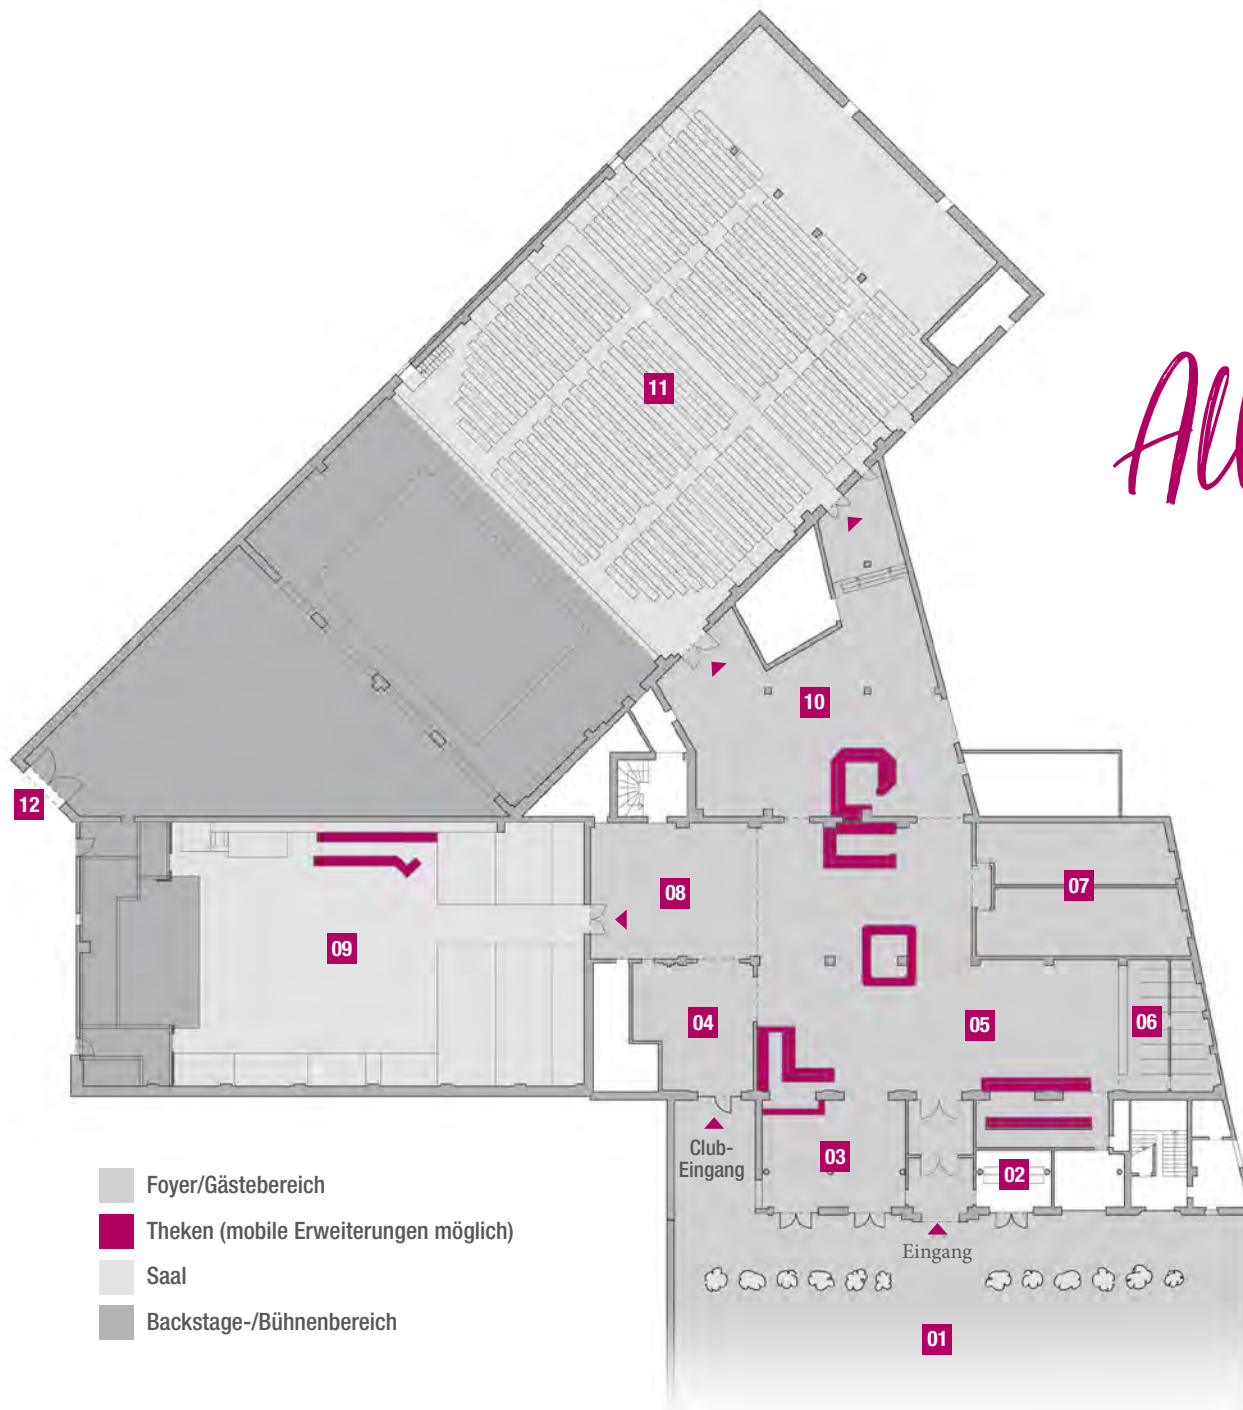 11
All
10
12
08
07
09
04
05
06
Club-
Eingang
03
02
Eingang
01
Foyer/Gästebereich
Theken (mobile Erweiterungen möglich)
Saal
Backstage-/Bühnenbereich